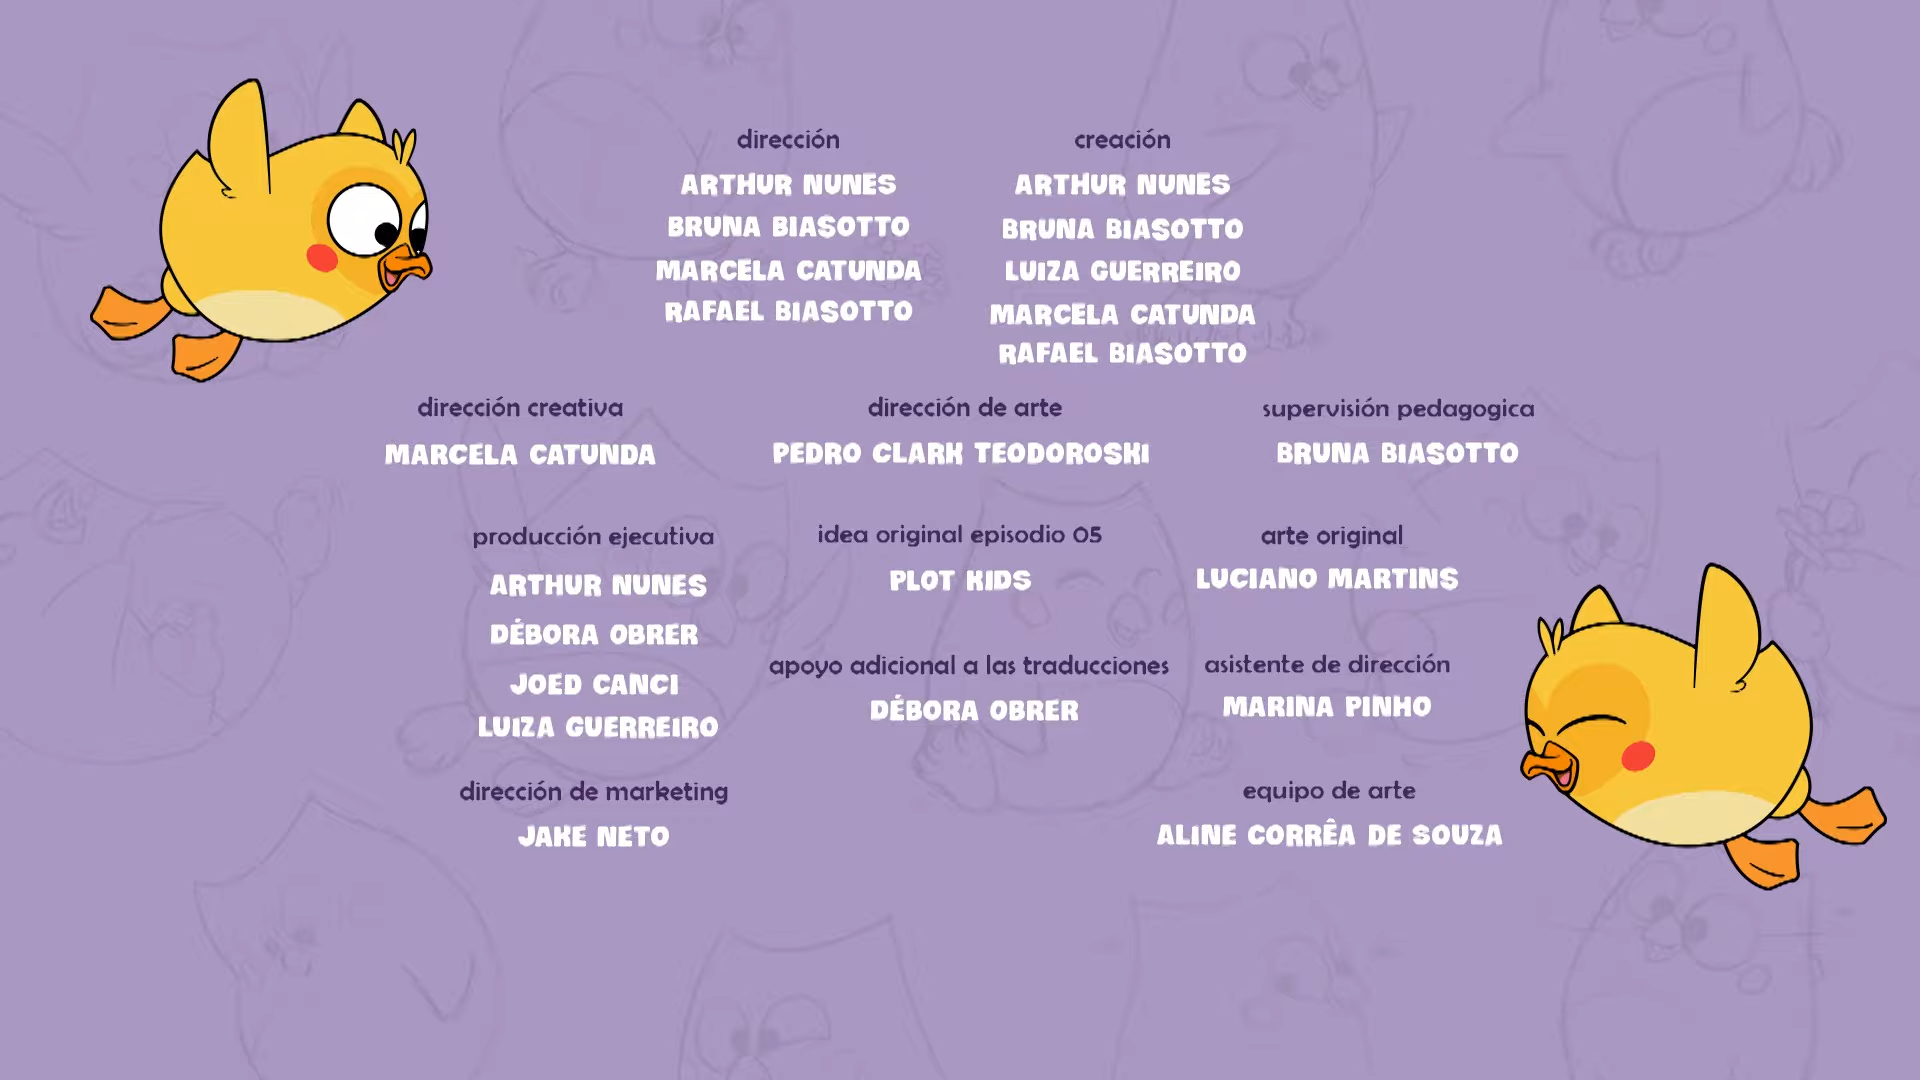 dirección
ARTHUR NUNES
BRUNA BIASOTTO
MARCELA CATUNDA
RAFAEL BIASOTTO
creación
ARTHUR NUNES
BRUNA BIASOTTO
LUIZA GUERREIRO
MARCELA CATUNDA
RAFAEL BIASOTTO
dirección creativa
MARCELA CATUNDA
dirección de arte
PEDRO CLARK TEODOROSKI
supervisión pedagogica
BRUNA BIASOTTO
producción ejecutiva
ARTHUR NUNES
DÉBORA OBRER
JOED CANCI
LUIZA GUERREIRO
idea original episodio 05
PLOT KIDS
arte original
LUCIANO MARTINS
apoyo adicional a las traducciones
DÉBORA OBRER
asistente de dirección
MARINA PINHO
dirección de marketing
JAKE NETO
equipo de arte
ALINE CORRÊA DE SOUZA